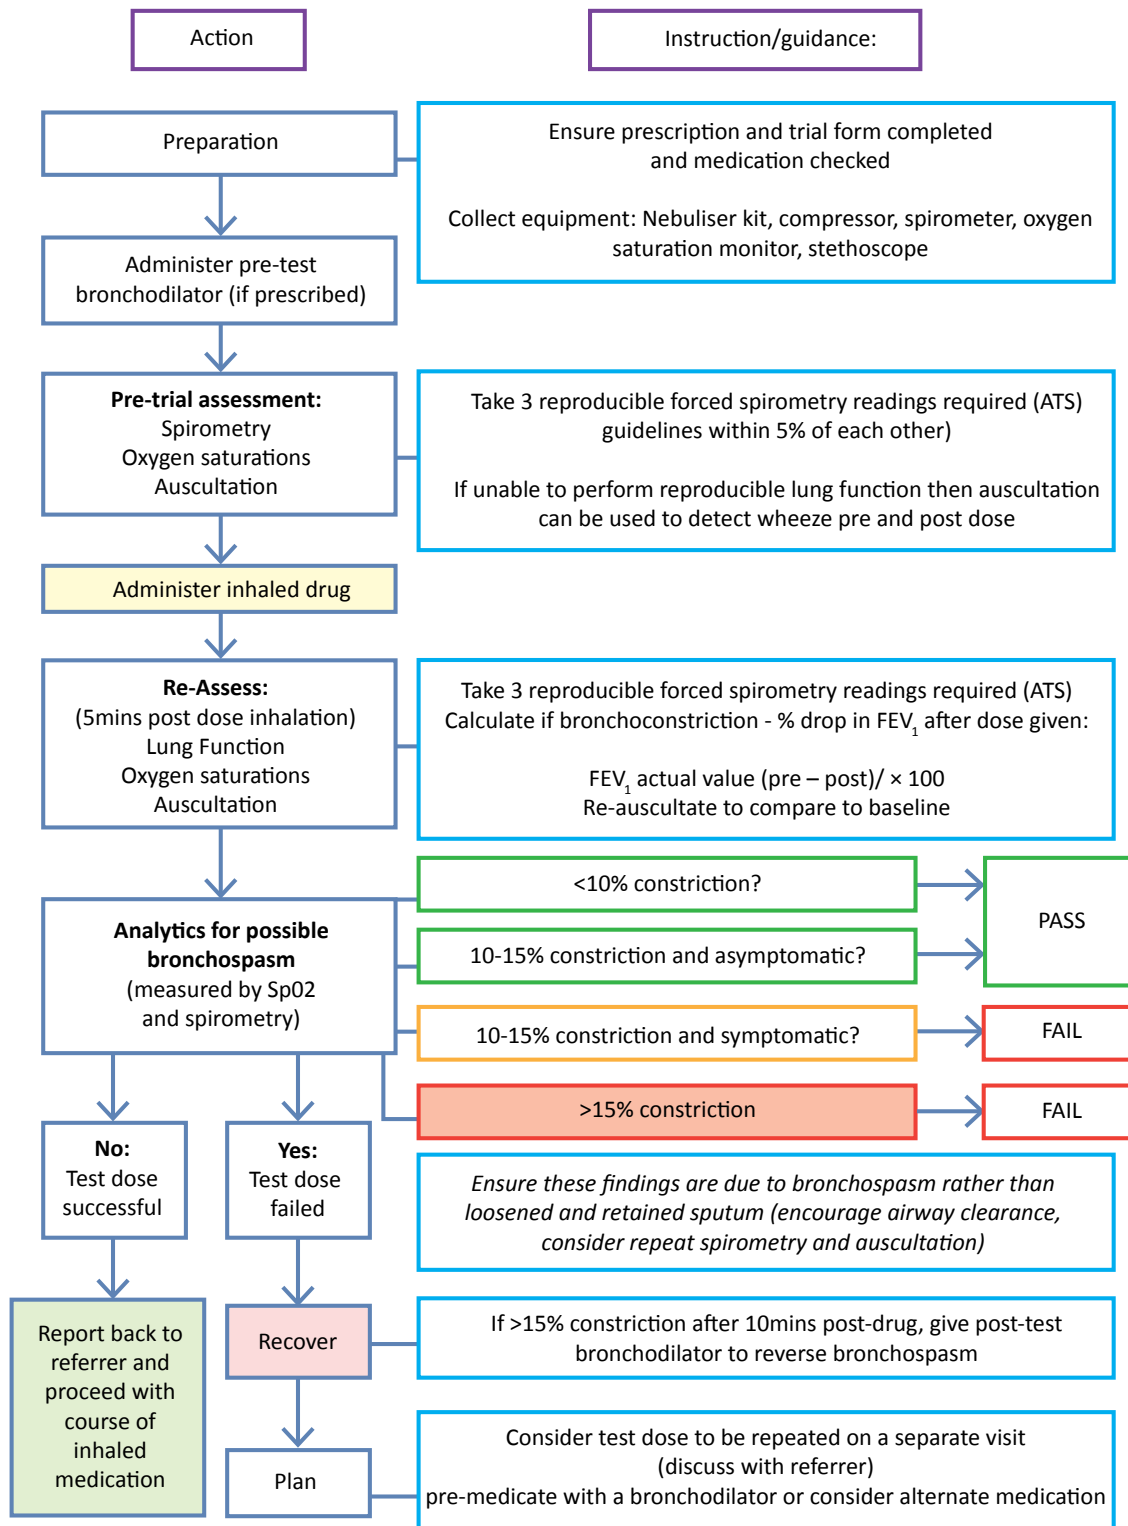 Action
Instruction/guidance:
Preparation
Ensure prescription and trial form completed
and medication checked
Collect equipment: Nebuliser kit, compressor, spirometer, oxygen
saturation monitor, stethoscope
Administer pre-test
bronchodilator (if prescribed)
Pre-trial assessment:
Spirometry
Oxygen saturations
Auscultation
Take 3 reproducible forced spirometry readings required (ATS)
guidelines within 5% of each other)
If unable to perform reproducible lung function then auscultation
can be used to detect wheeze pre and post dose
Administer inhaled drug
Re-Assess:
(5mins post dose inhalation)
Lung Function
Oxygen saturations
Auscultation
Take 3 reproducible forced spirometry readings required (ATS)
Calculate if bronchoconstriction - % drop in FEV₁ after dose given:
FEV₁ actual value (pre – post)/ × 100
Re-auscultate to compare to baseline
Analytics for possible
bronchospasm
(measured by Sp02
and spirometry)
<10% constriction?
10-15% constriction and asymptomatic?
PASS
10-15% constriction and symptomatic?
FAIL
>15% constriction
FAIL
No:
Test dose
successful
Yes:
Test dose
failed
Ensure these findings are due to bronchospasm rather than
loosened and retained sputum (encourage airway clearance,
consider repeat spirometry and auscultation)
Report back to
referrer and
proceed with
course of
inhaled
medication
Recover
If >15% constriction after 10mins post-drug, give post-test
bronchodilator to reverse bronchospasm
Plan
Consider test dose to be repeated on a separate visit
(discuss with referrer)
pre-medicate with a bronchodilator or consider alternate medication